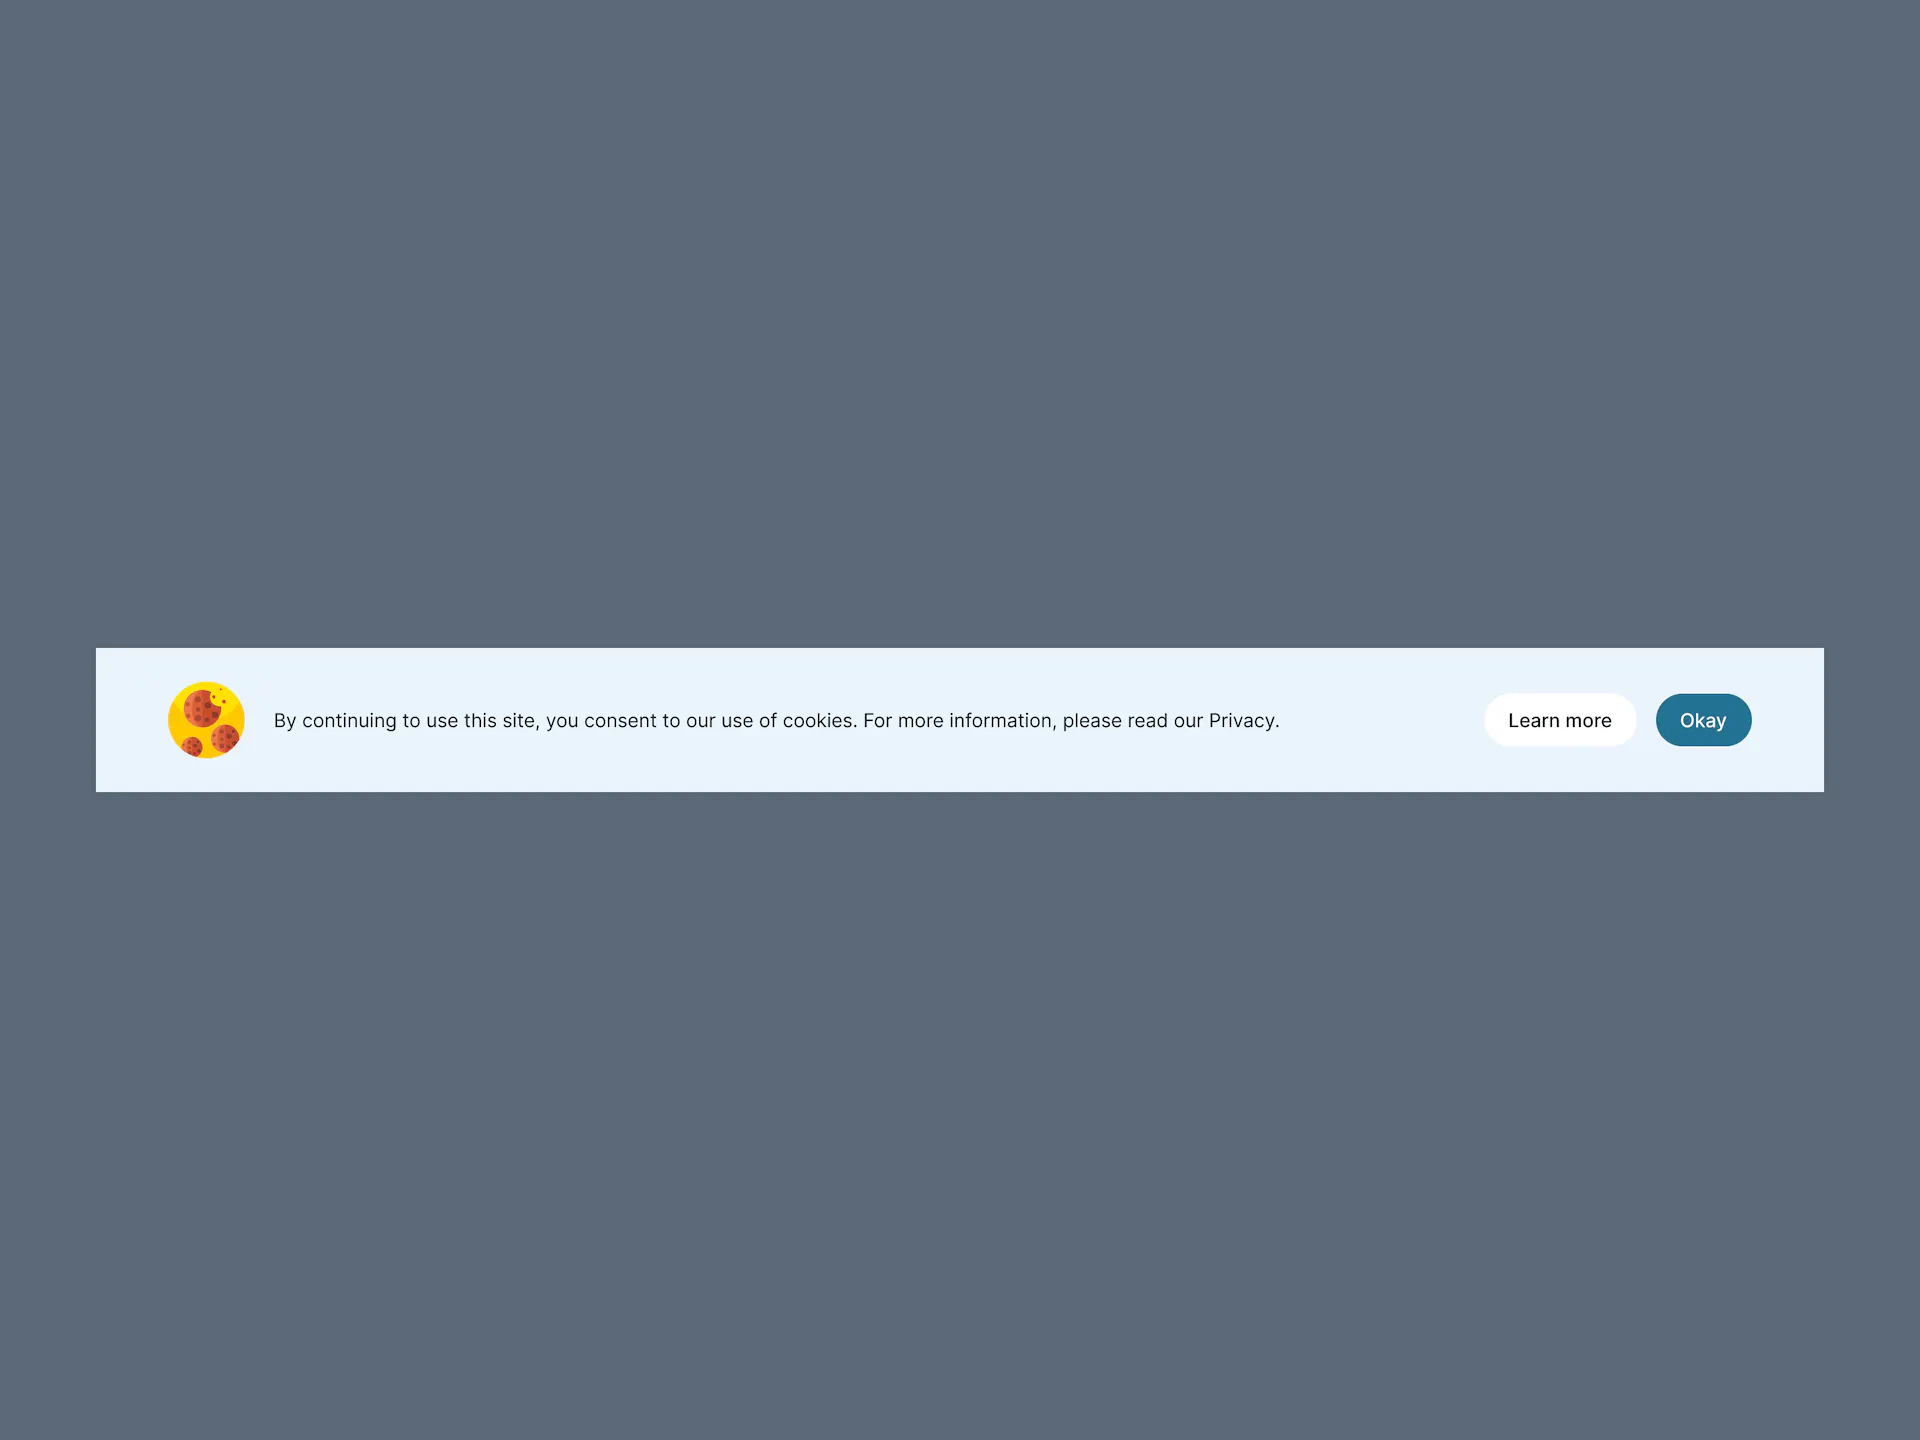 By continuing to use this site, you consent to our use of cookies. For more information, please read our Privacy.
Learn more
Okay